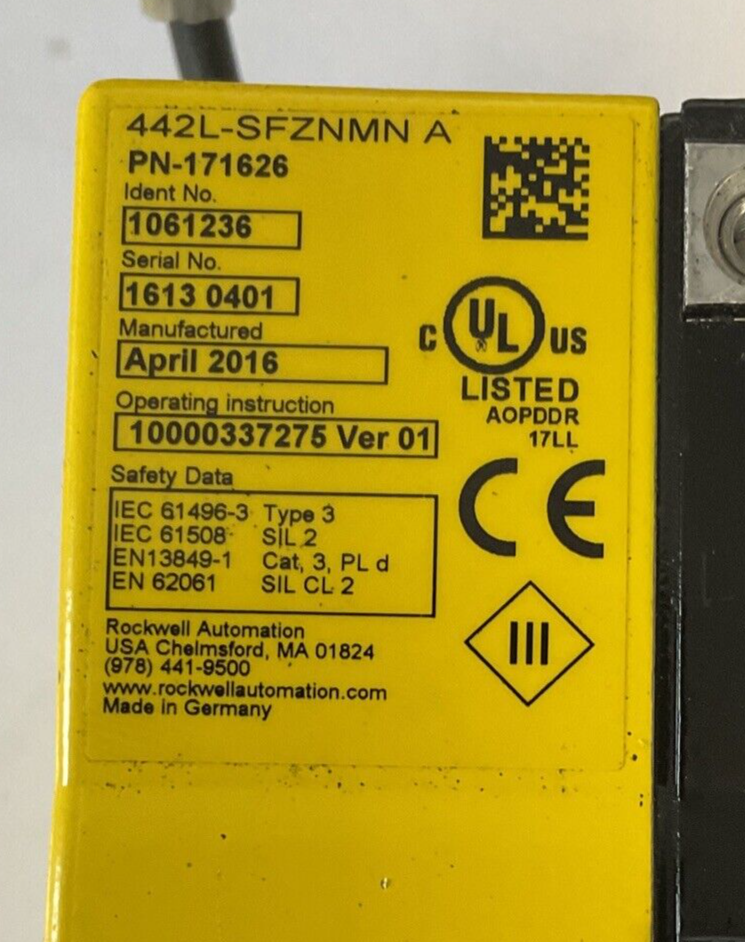 442L-SFZNMN A
PN-171626
Ident No.
1061236
Serial No.
1613 0401
Manufactured
April 2016
Operating instruction
10000337275 Ver 01
Safety Data
IEC 61496-3 Type 3
IEC 61508 SIL 2
EN13849-1 Cat, 3, PL d
EN 62061 SIL CL 2
Rockwell Automation
USA Chelmsford, MA 01824
(978) 441-9500
www.rockwellautomation.com
Made in Germany
C UL US
LISTED
AOPDDR
17LL
CE
III